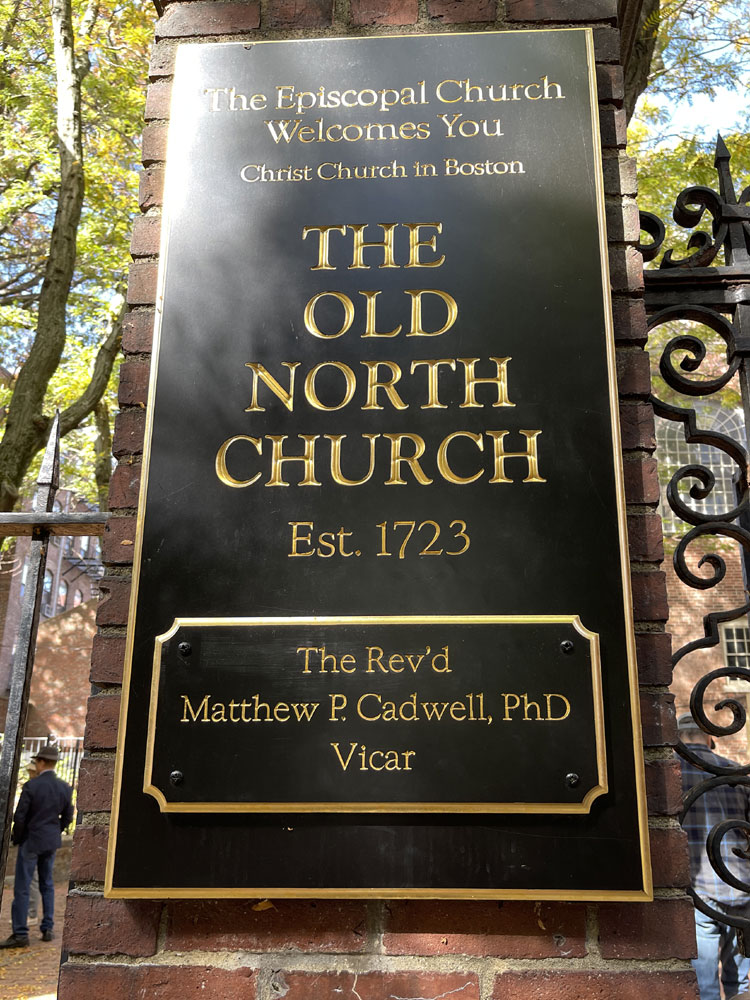 The Episcopal Church
Welcomes You
Christ Church in Boston
THE
OLD
NORTH
CHURCH
Est. 1723
The Rev'd
Matthew P. Cadwell, PhD
Vicar